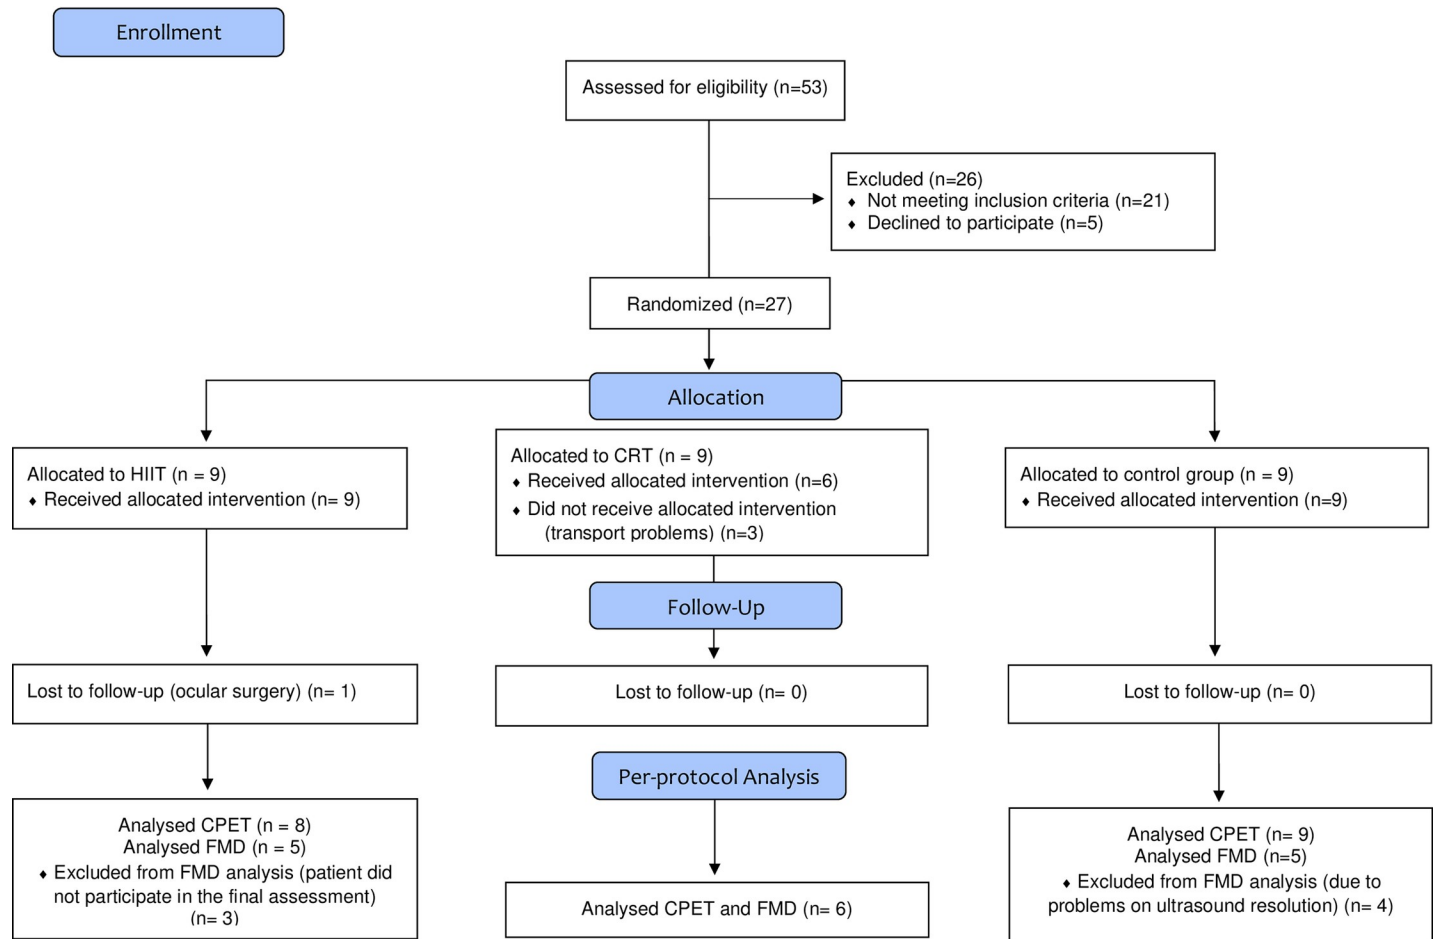 Enrollment
Assessed for eligibility (n=53)
Excluded (n=26)
♦ Not meeting inclusion criteria (n=21)
♦ Declined to participate (n=5)
Randomized (n=27)
Allocation
Allocated to HIIT (n = 9)
♦ Received allocated intervention (n= 9)
Allocated to CRT (n = 9)
♦ Received allocated intervention (n=6)
♦ Did not receive allocated intervention
(transport problems) (n=3)
Allocated to control group (n = 9)
♦ Received allocated intervention (n=9)
Follow-Up
Lost to follow-up (ocular surgery) (n= 1)
Lost to follow-up (n= 0)
Lost to follow-up (n= 0)
Per-protocol Analysis
Analysed CPET (n = 8)
Analysed FMD (n = 5)
♦ Excluded from FMD analysis (patient did
not participate in the final assessment)
(n= 3)
Analysed CPET and FMD (n= 6)
Analysed CPET (n= 9)
Analysed FMD (n=5)
♦ Excluded from FMD analysis (due to
problems on ultrasound resolution) (n= 4)